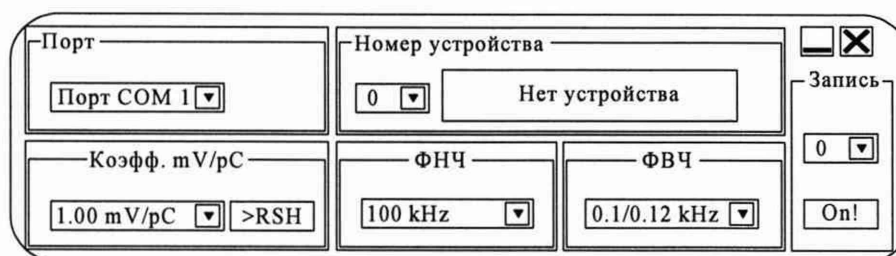 Порт
Порт COM 1
Номер устройства
0
Нет устройства
Запись
0
On!
Коэфф. mV/pC
1.00 mV/pC
>RSH
ФНЧ
100 kHz
ФВЧ
0.1/0.12 kHz